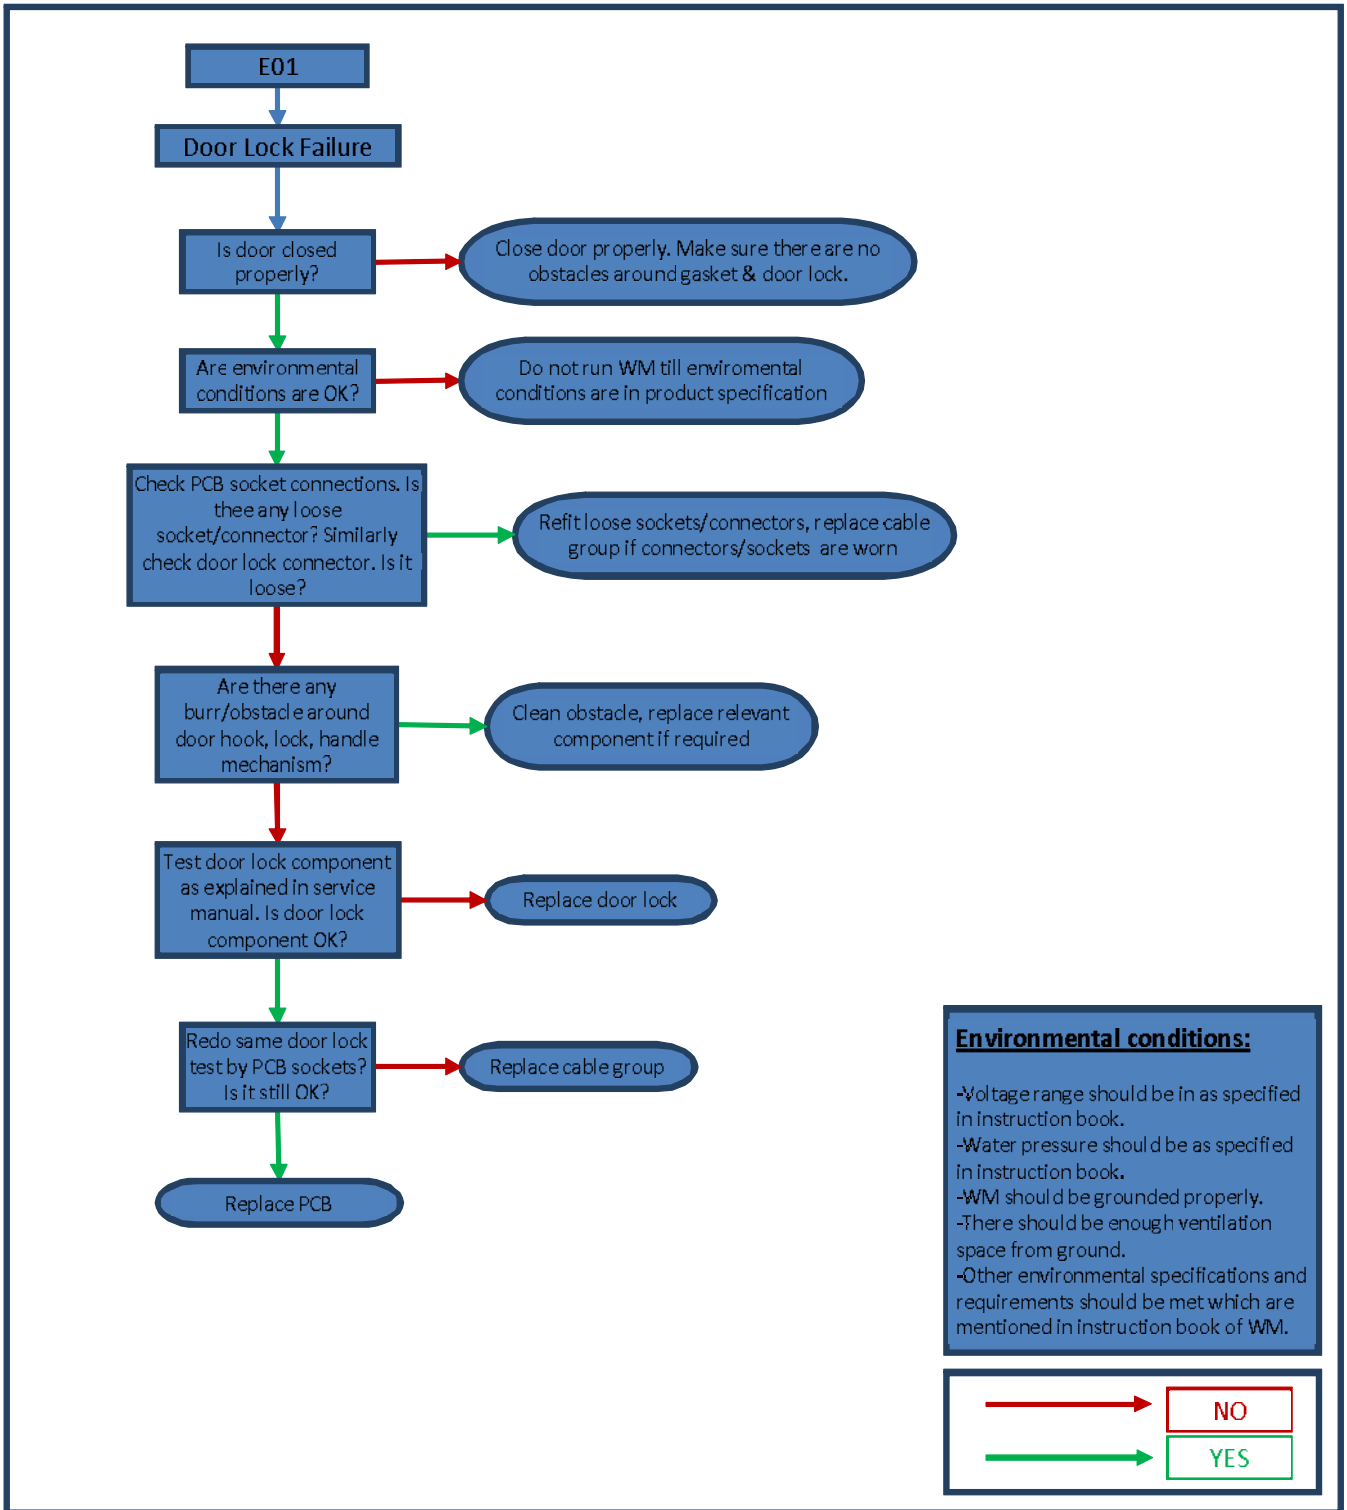 E01
Door Lock Failure
Is door closed
properly?
Close door properly. Make sure there are no
obstacles around gasket & door lock.
Are environmental
conditions are OK?
Do not run WM till enviromental
conditions are in product specification
Check PCB socket connections. Is
thee any loose
socket/connector? Similarly
check door lock connector. Is it
loose?
Refit loose sockets/connectors, replace cable
group if connectors/sockets are worn
Are there any
burr/obstacle around
door hook, lock, handle
mechanism?
Clean obstacle, replace relevant
component if required
Test door lock component
as explained in service
manual. Is door lock
component OK?
Replace door lock
Redo same door lock
test by PCB sockets?
Is it still OK?
Replace cable group
Replace PCB
Environmental conditions:
-Voltage range should be in as specified
in instruction book.
-Water pressure should be as specified
in instruction book.
-WM should be grounded properly.
-There should be enough ventilation
space from ground.
-Other environmental specifications and
requirements should be met which are
mentioned in instruction book of WM.
NO
YES